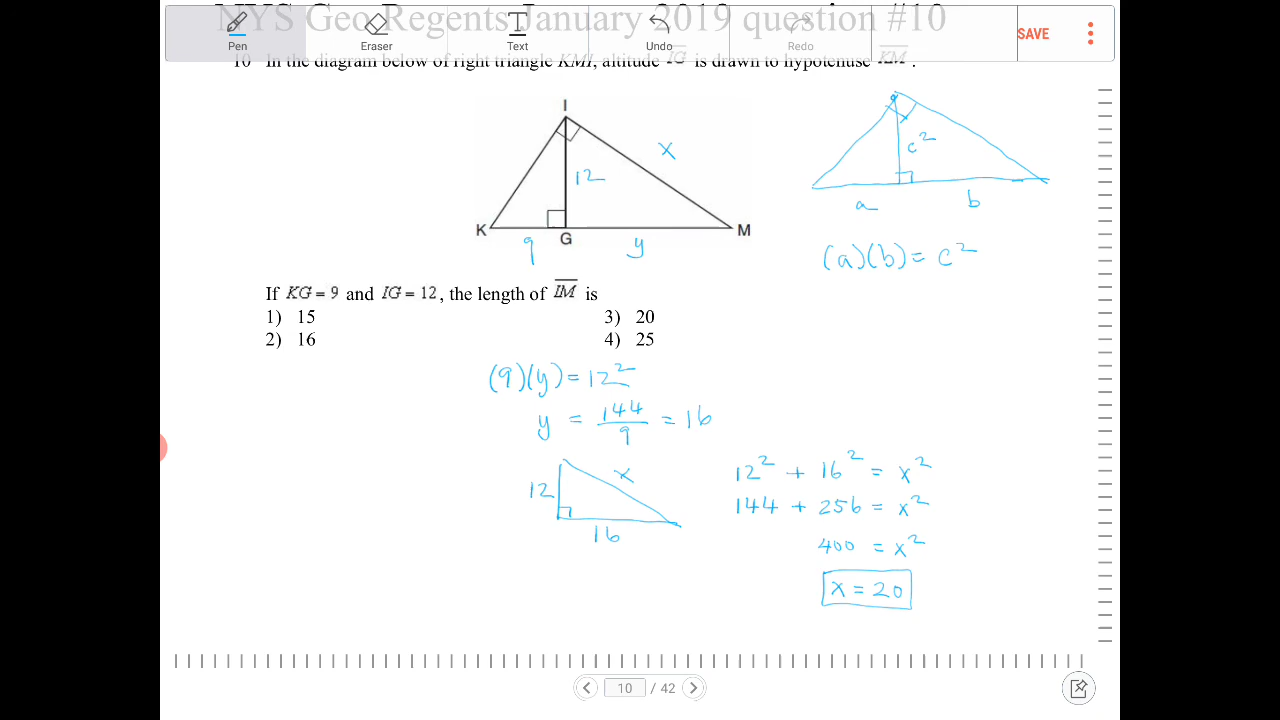 NYS Geo Regents January 2019 question #10
Pen
Eraser
Text
Undo
Redo
SAVE
10 In the diagram below of right triangle KMI, altitude IG is drawn to hypotenuse KM.
I
x
12
K
G
M
9
y
c²
a
b
(a)(b) = c²
If KG = 9 and IG = 12, the length of IM is
1) 15
3) 20
2) 16
4) 25
(9)(y) = 12²
y = 144/9 = 16
12
x
16
12² + 16² = x²
144 + 256 = x²
400 = x²
x = 20
10 / 42